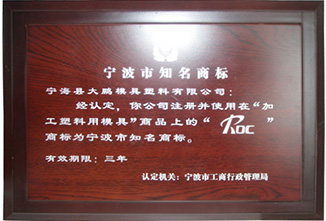 宁波市知名商标
宁海县大鹏模具塑料有限公司：
经认定，你公司注册并使用在“加
工塑料用模具”商品上的“ROC”
商标为宁波市知名商标。
有效期限：三年
认定机关：宁波市工商行政管理局